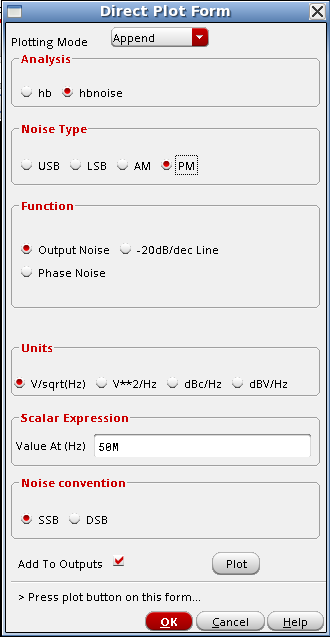 Direct Plot Form
Plotting Mode Append
Analysis
hb hbnoise
Noise Type
USB LSB AM PM
Function
Output Noise -20dB/dec Line
Phase Noise
Units
V/sqrt(Hz) V**2/Hz dBc/Hz dBV/Hz
Scalar Expression
Value At (Hz) 50M
Noise convention
SSB DSB
Add To Outputs Plot
> Press plot button on this form...
OK Cancel Help